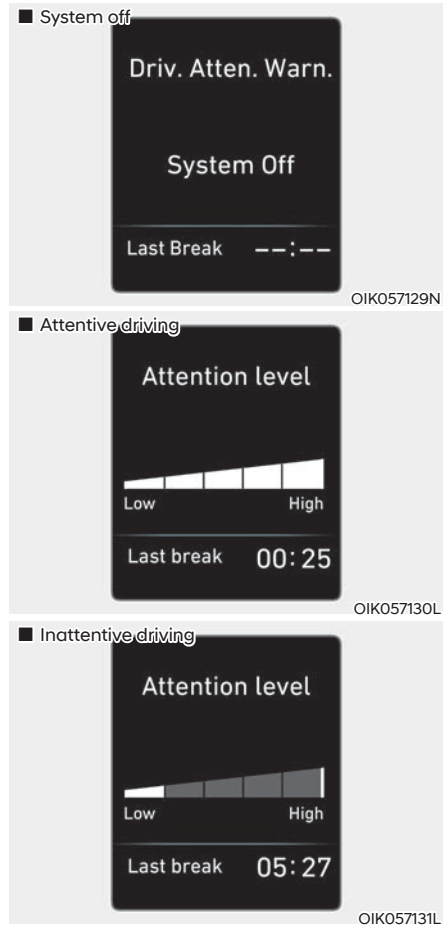 ■ System off
Driv. Atten. Warn.
System Off
Last Break --:--
OIK057129N
■ Attentive driving
Attention level
Low High
Last break 00:25
OIK057130L
■ Inattentive driving
Attention level
Low High
Last break 05:27
OIK057131L